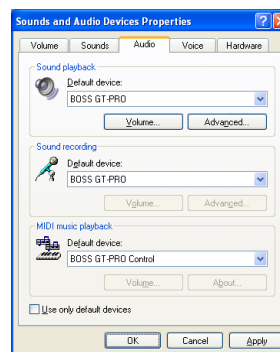 Sounds and Audio Devices Properties
Volume Sounds Audio Voice Hardware
Sound playback
Default device:
BOSS GT-PRO
Volume... Advanced...
Sound recording
Default device:
BOSS GT-PRO
Volume... Advanced...
MIDI music playback
Default device:
BOSS GT-PRO Control
Volume... About...
Use only default devices
OK Cancel Apply